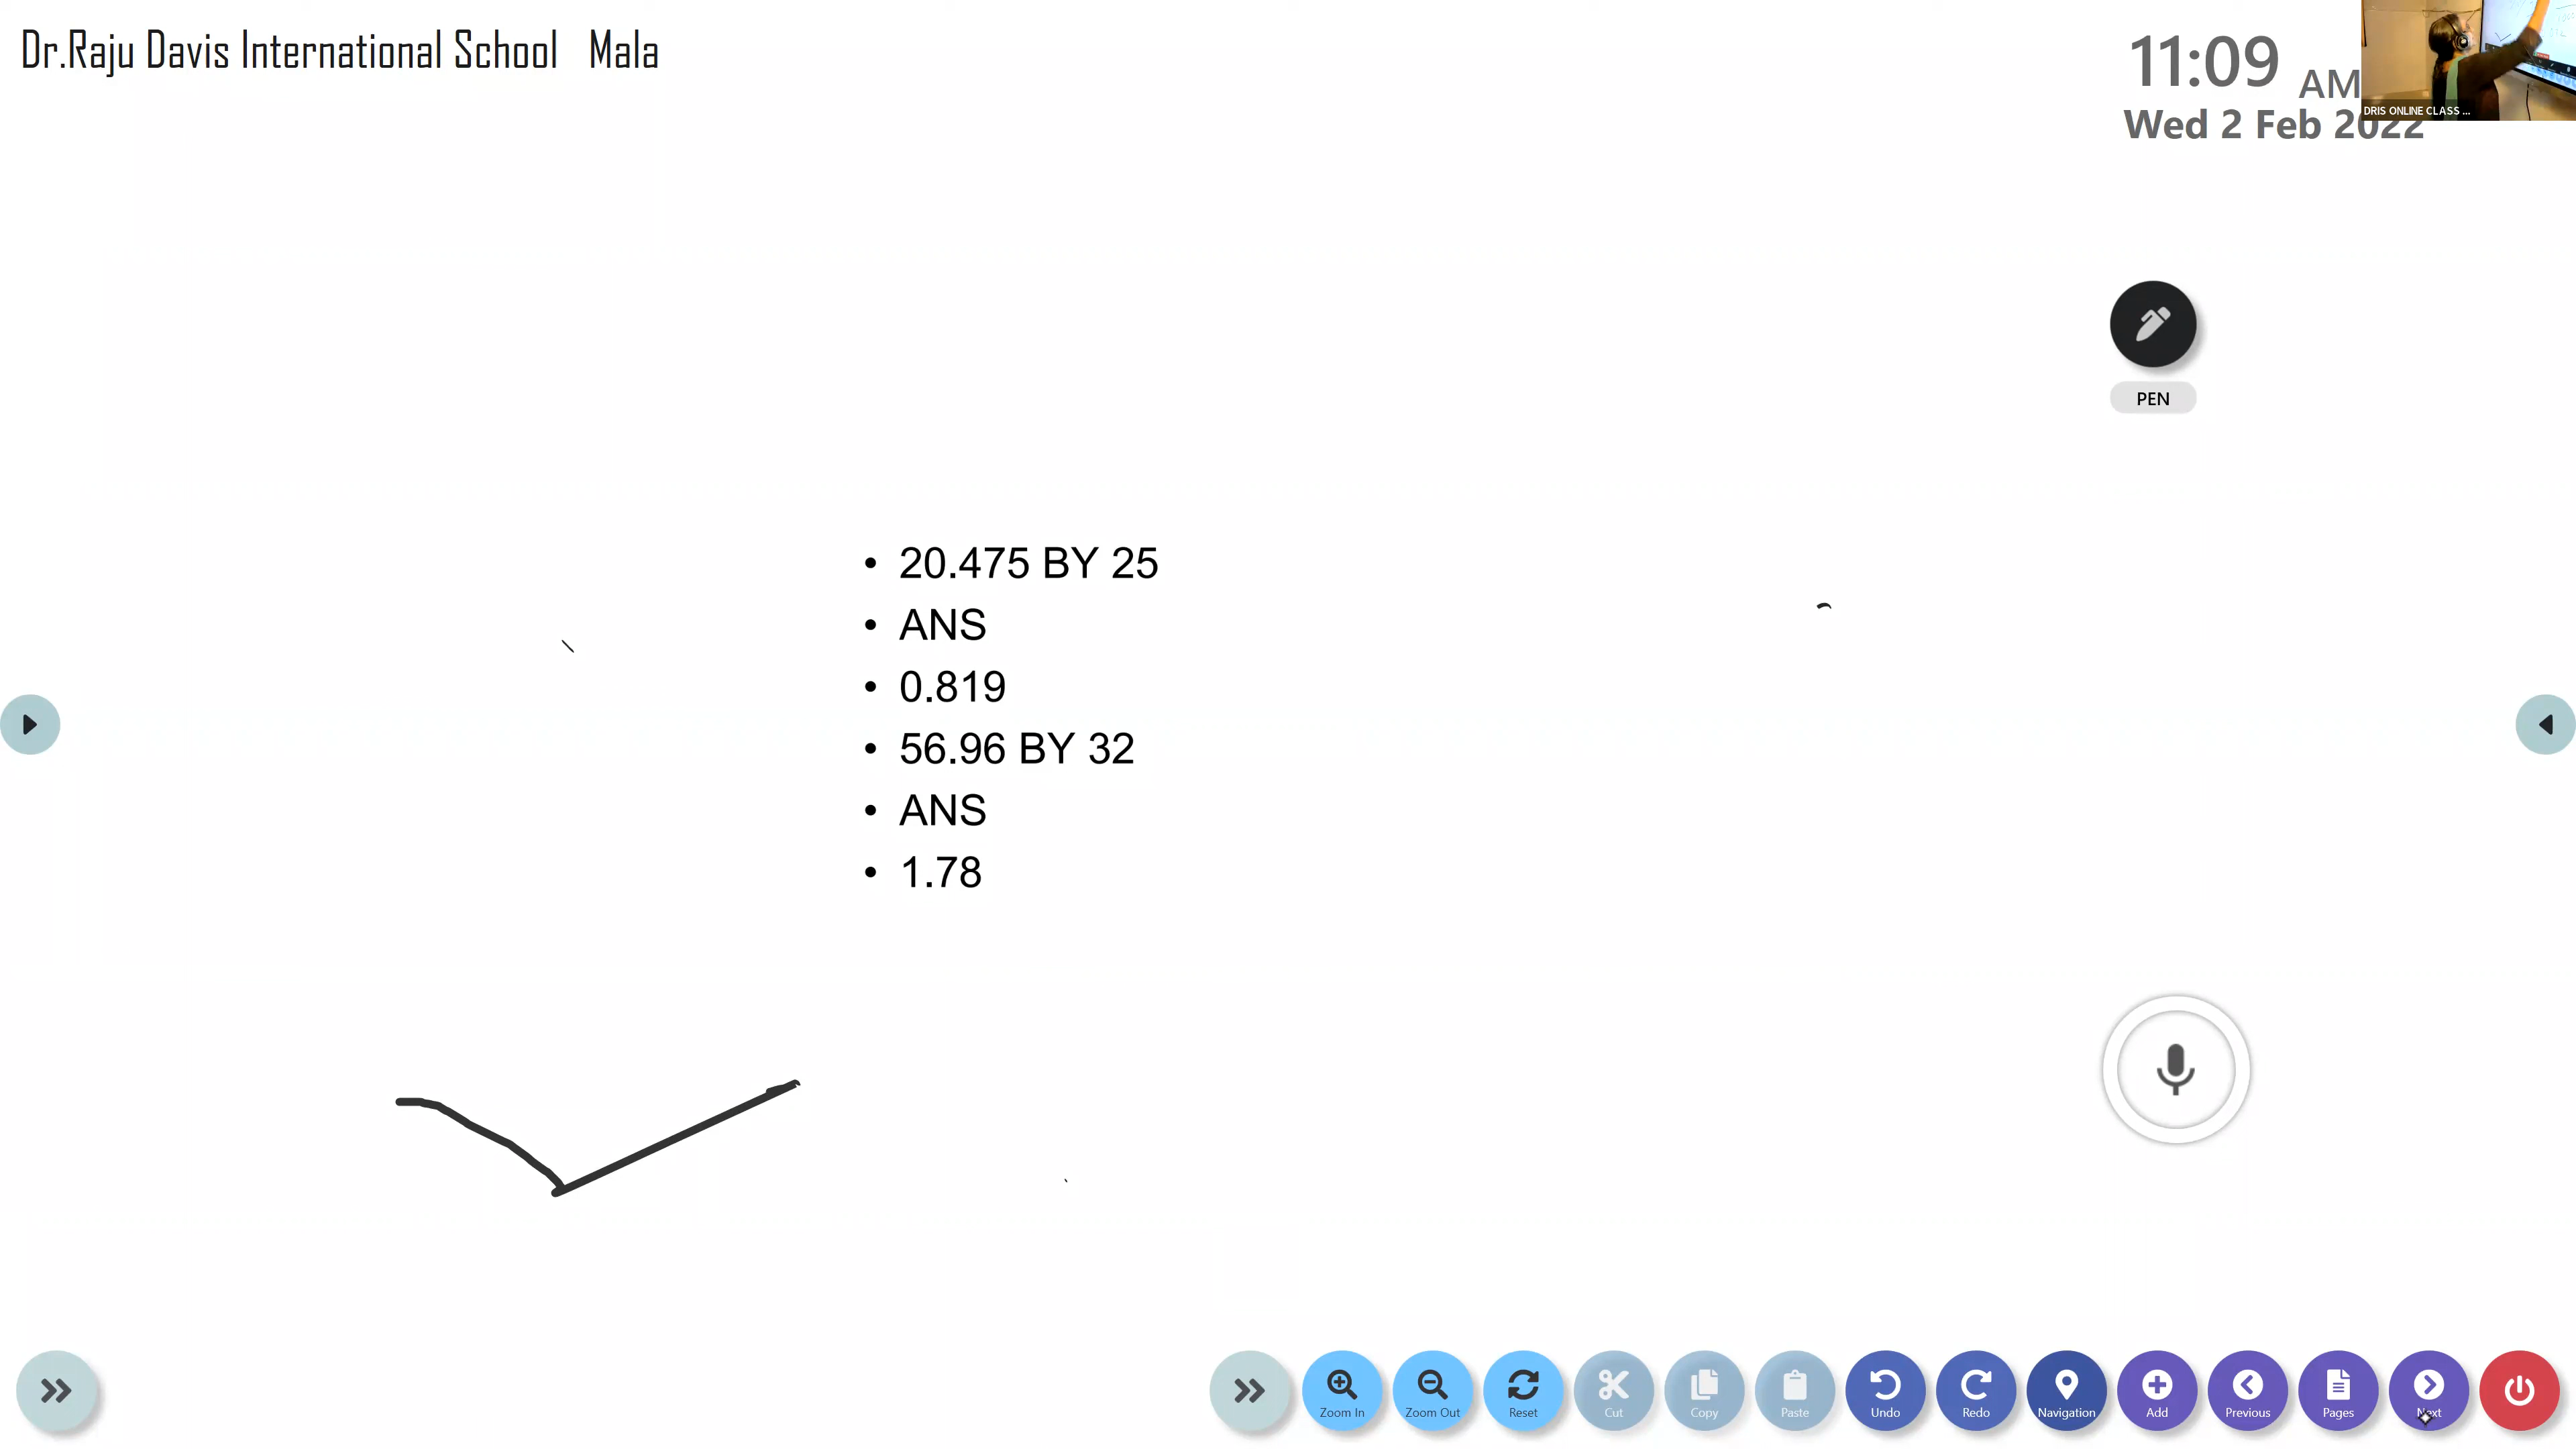 Dr.Raju Davis International School Mala
11:09 AM
Wed 2 Feb 2022
DRIS ONLINE CLASS ...
PEN
• 20.475 BY 25
• ANS
• 0.819
• 56.96 BY 32
• ANS
• 1.78
Zoom In
Zoom Out
Reset
Cut
Copy
Paste
Undo
Redo
Navigation
Add
Previous
Pages
Next